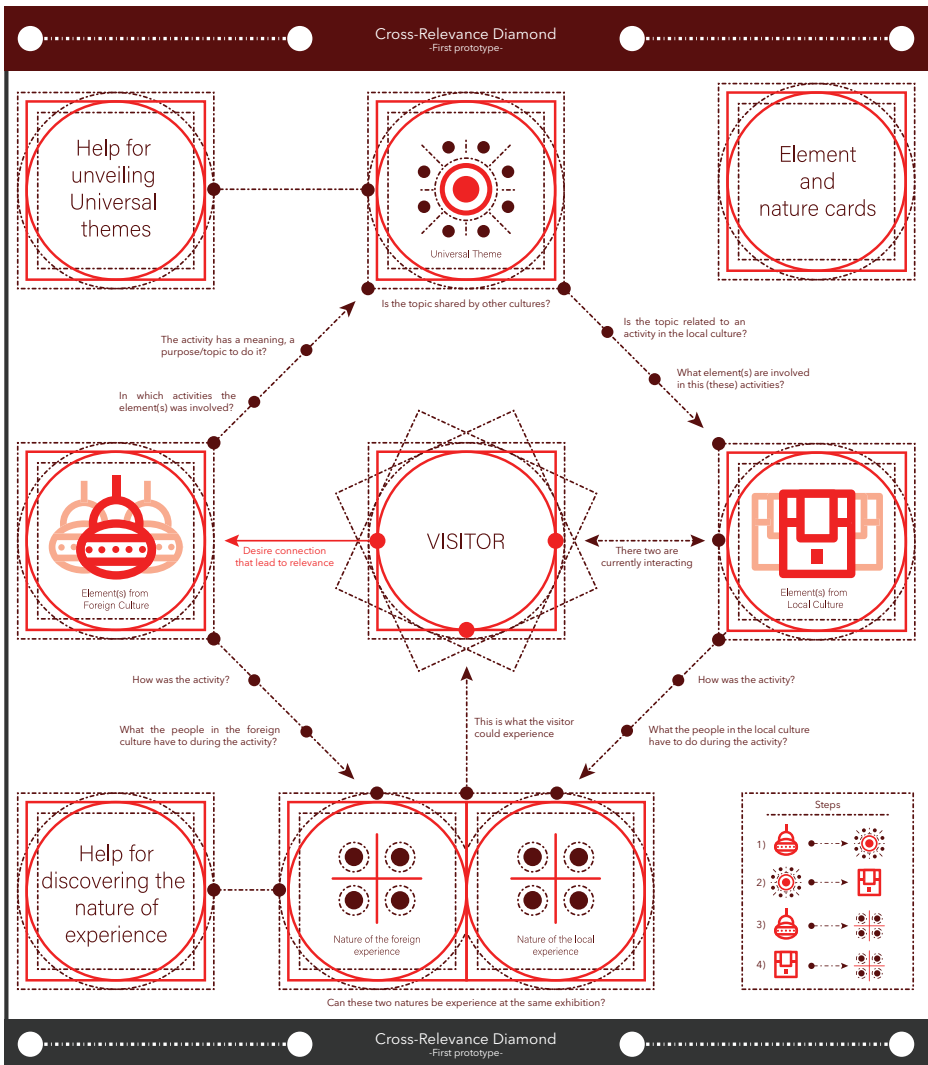 Cross-Relevance Diamond
-First prototype-
Help for
unveiling
Universal
themes
Universal Theme
Element
and
nature cards
Is the topic shared by other cultures?
The activity has a meaning, a
purpose/topic to do it?
In which activities the
element(s) was involved?
Is the topic related to an
activity in the local culture?
What element(s) are involved
in this (these) activities?
Element(s) from
Foreign Culture
Desire connection
that lead to relevance
VISITOR
There two are
currently interacting
Element(s) from
Local Culture
How was the activity?
What the people in the foreign
culture have to during the activity?
This is what the visitor
could experience
How was the activity?
What the people in the local culture
have to do during the activity?
Help for
discovering the
nature of
experience
Nature of the foreign
experience
Nature of the local
experience
Can these two natures be experience at the same exhibition?
Steps
1)
2)
3)
4)
Cross-Relevance Diamond
-First prototype-